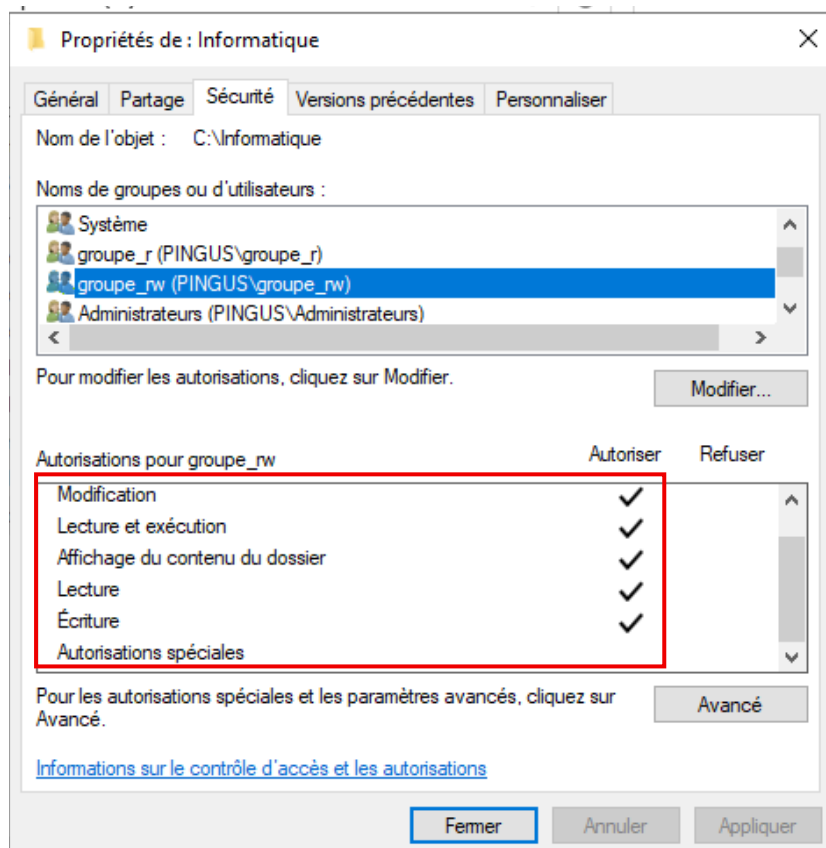 Propriétés de : Informatique
Général Partage Sécurité Versions précédentes Personnaliser
Nom de l'objet : C:\Informatique
Noms de groupes ou d'utilisateurs :
Système
groupe_r (PINGUS\groupe_r)
groupe_rw (PINGUS\groupe_rw)
Administrateurs (PINGUS\Administrateurs)
Pour modifier les autorisations, cliquez sur Modifier.
Modifier...
Autorisations pour groupe_rw Autoriser Refuser
Modification
Lecture et exécution
Affichage du contenu du dossier
Lecture
Écriture
Autorisations spéciales
Pour les autorisations spéciales et les paramètres avancés, cliquez sur
Avancé.
Avancé
Informations sur le contrôle d'accès et les autorisations
Fermer Annuler Appliquer